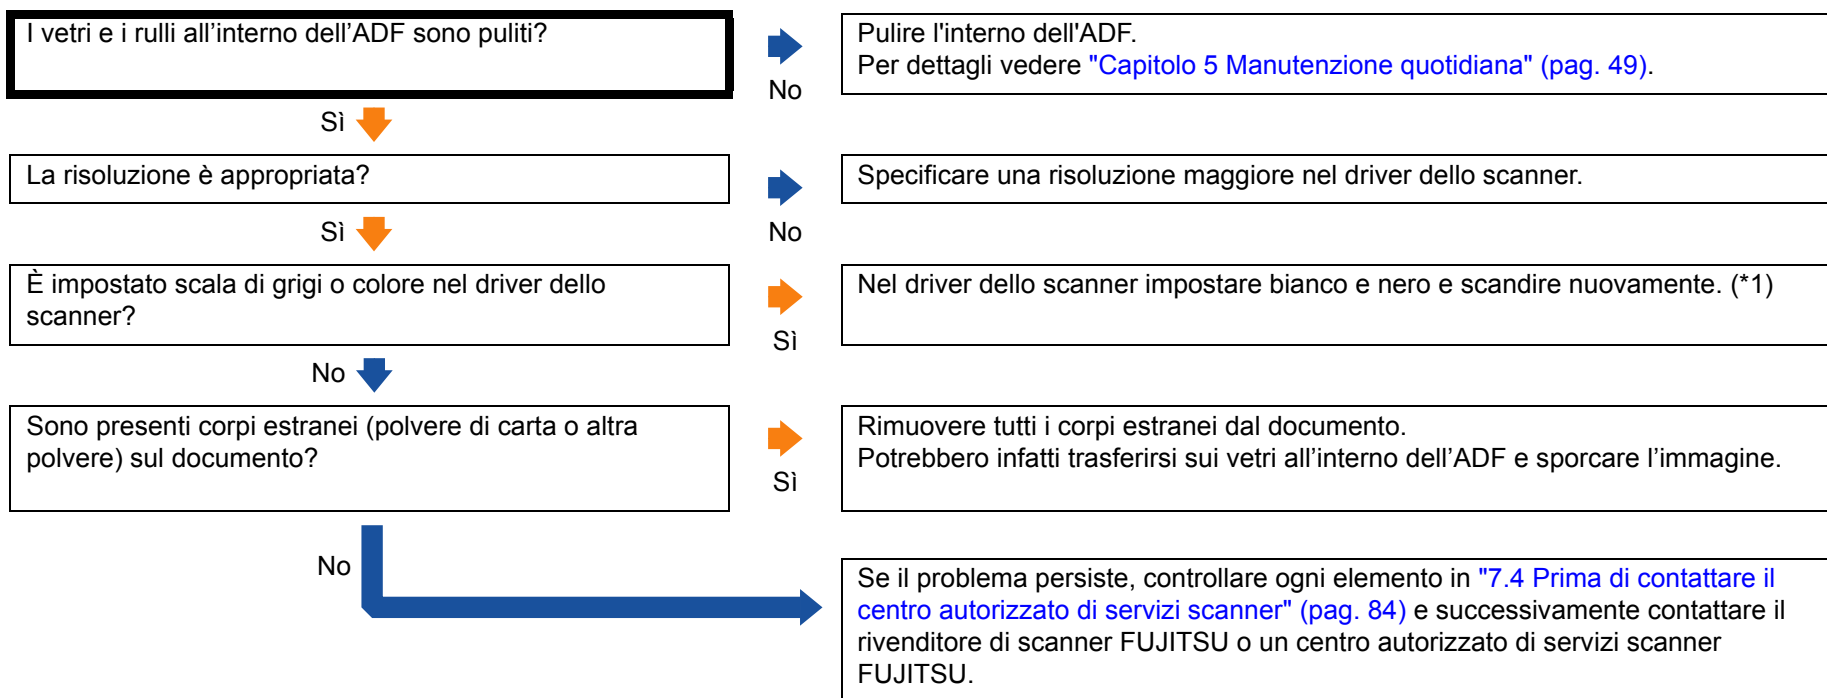 I vetri e i rulli all’interno dell’ADF sono puliti?
No
Pulire l'interno dell'ADF.
Per dettagli vedere "Capitolo 5 Manutenzione quotidiana" (pag. 49).
Sì
La risoluzione è appropriata?
No
Specificare una risoluzione maggiore nel driver dello scanner.
Sì
È impostato scala di grigi o colore nel driver dello
scanner?
Sì
Nel driver dello scanner impostare bianco e nero e scandire nuovamente. (*1)
No
Sono presenti corpi estranei (polvere di carta o altra
polvere) sul documento?
Sì
Rimuovere tutti i corpi estranei dal documento.
Potrebbero infatti trasferirsi sui vetri all’interno dell’ADF e sporcare l’immagine.
No
Se il problema persiste, controllare ogni elemento in "7.4 Prima di contattare il
centro autorizzato di servizi scanner" (pag. 84) e successivamente contattare il
rivenditore di scanner FUJITSU o un centro autorizzato di servizi scanner
FUJITSU.